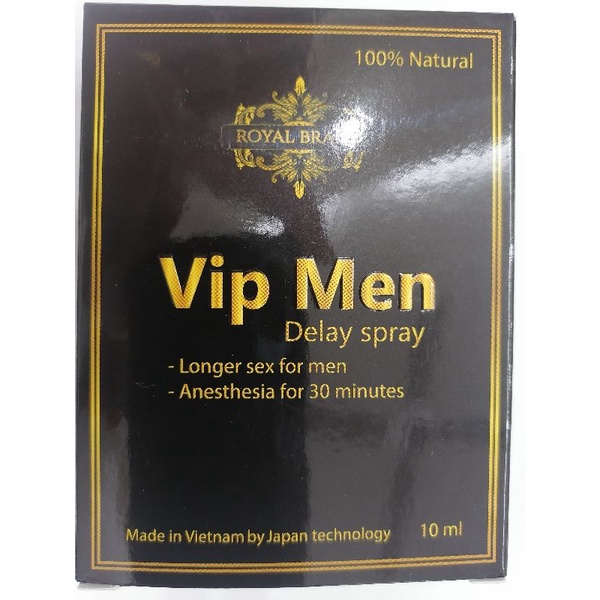 100% Natural
ROYAL
Vip Men
Delay spray
- Longer sex for men
- Anesthesia for 30 minutes
Made in Vietnam by Japan technology
10 ml